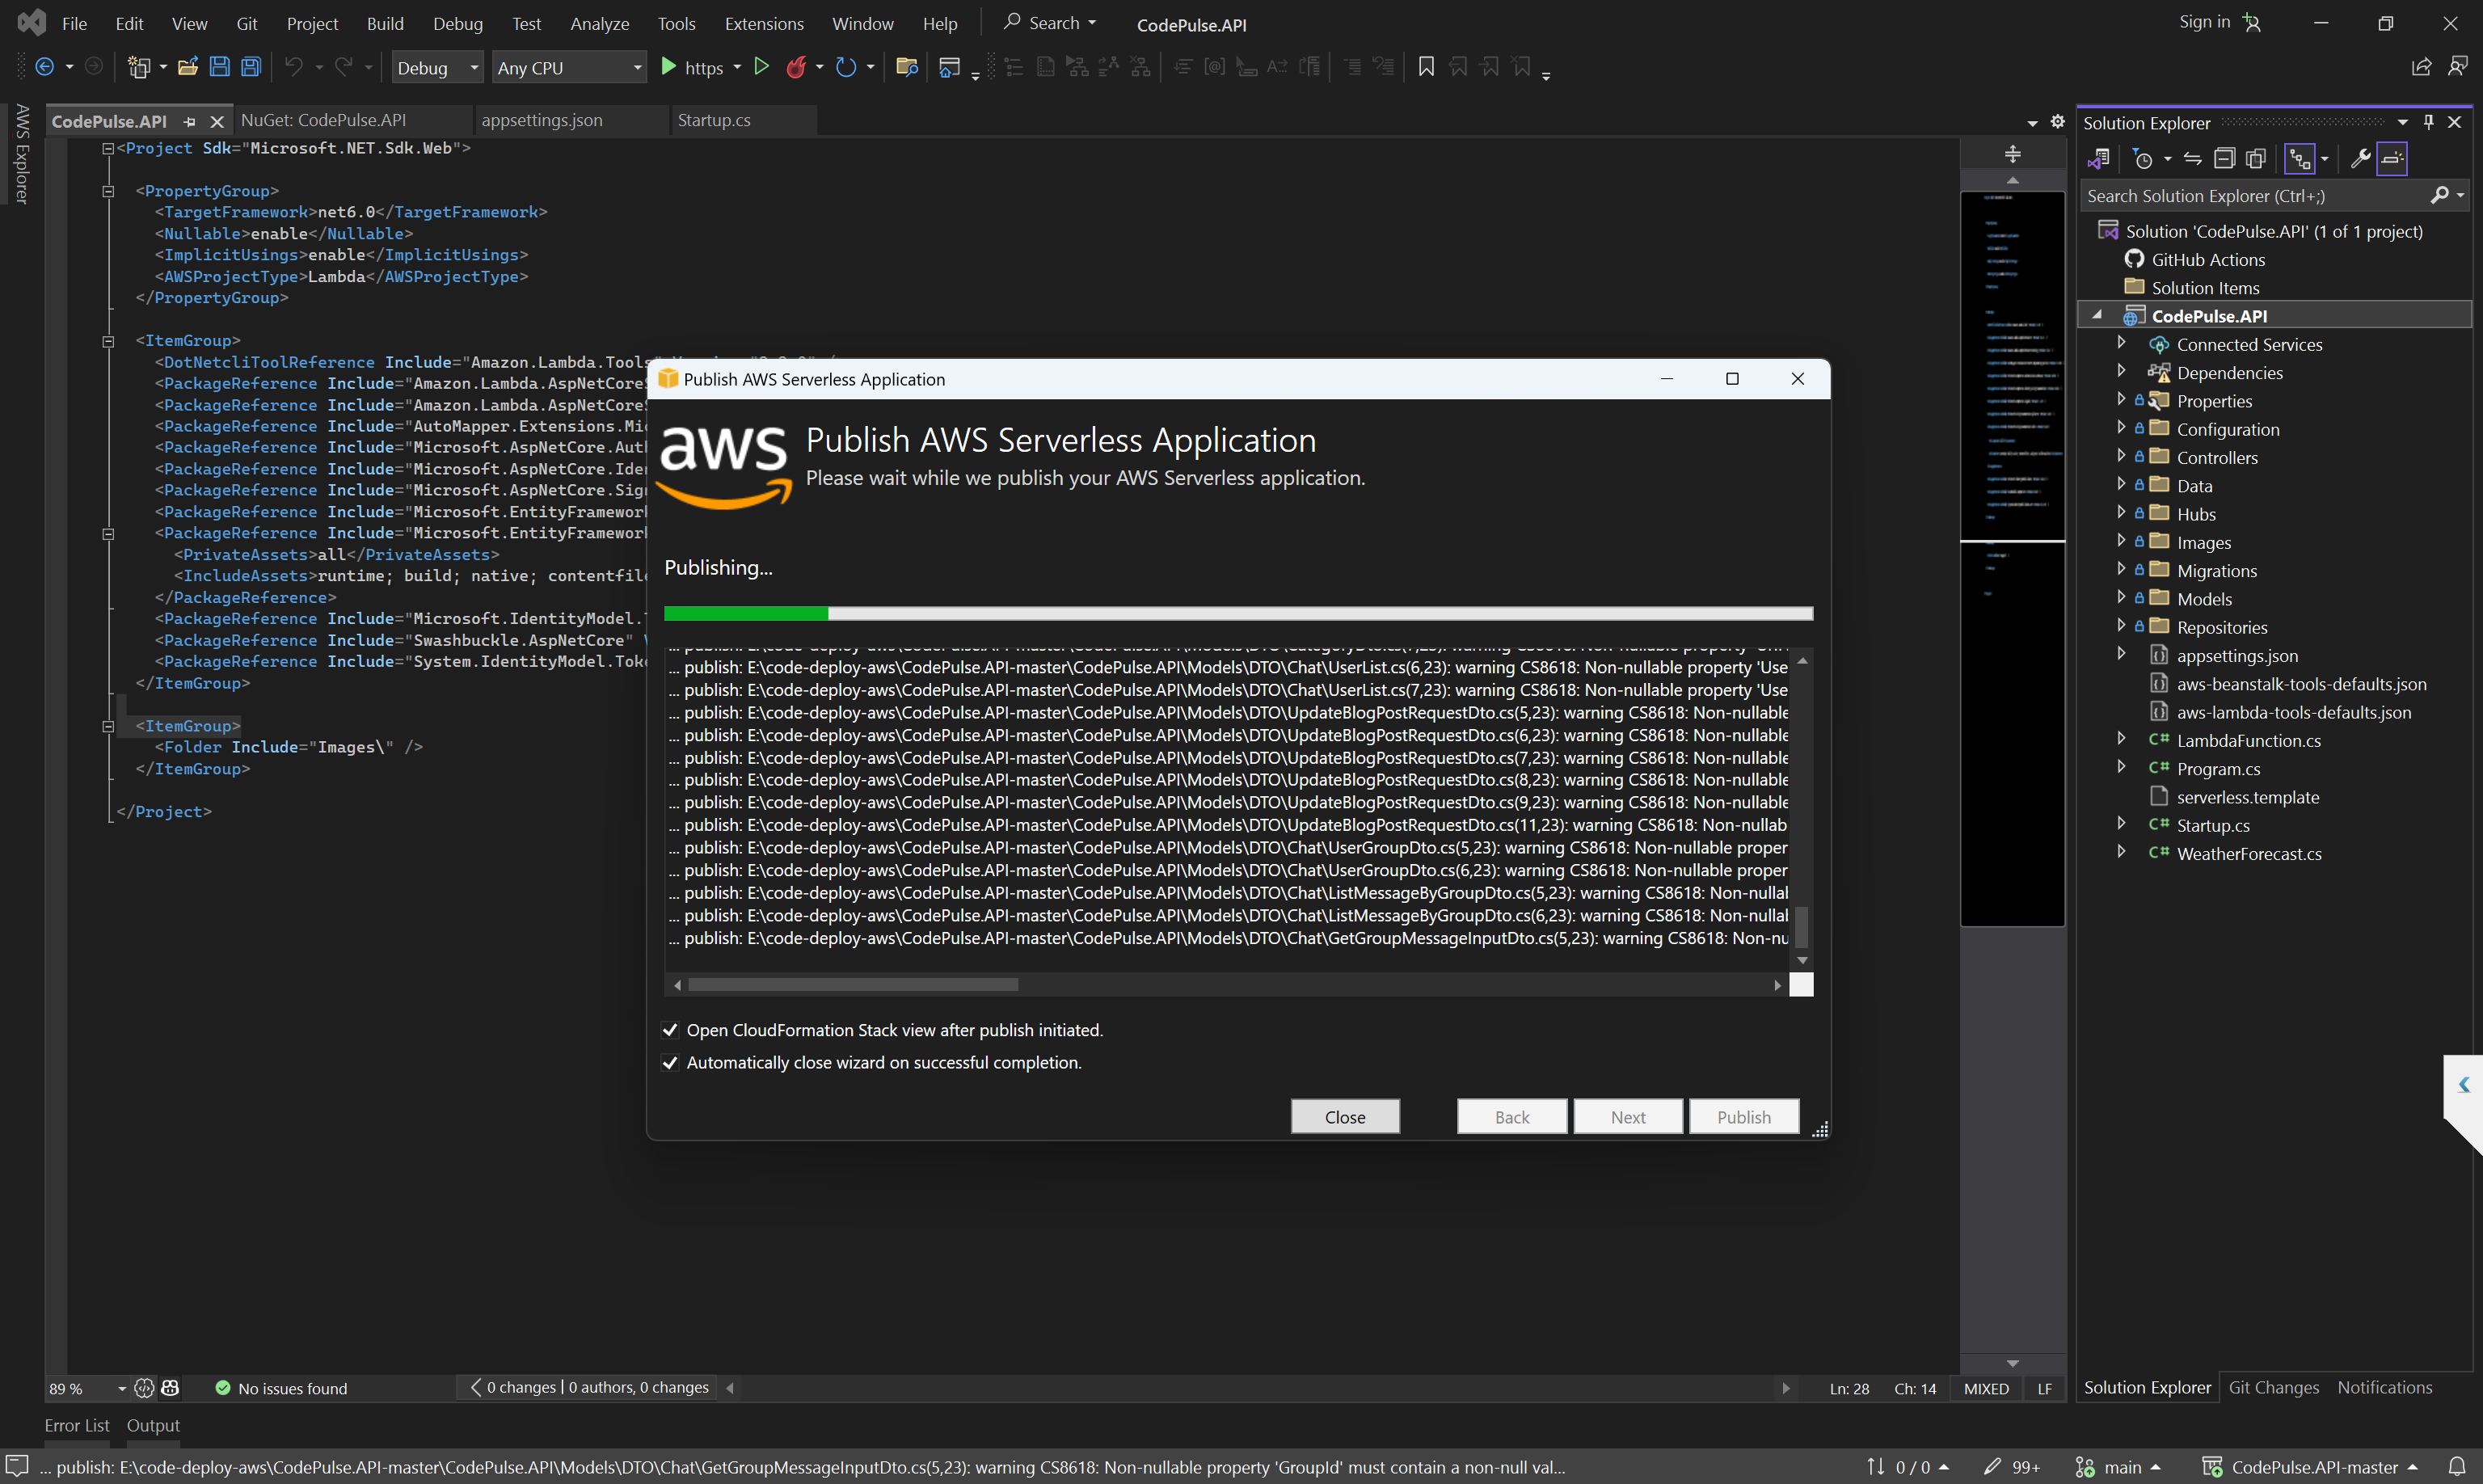 File Edit View Git Project Build Debug Test Analyze Tools Extensions Window Help Search CodePulse.API Sign in
Debug Any CPU https
AWS Explorer
CodePulse.API NuGet: CodePulse.API appsettings.json Startup.cs
<Project Sdk="Microsoft.NET.Sdk.Web">
<PropertyGroup>
<TargetFramework>net6.0</TargetFramework>
<Nullable>enable</Nullable>
<ImplicitUsings>enable</ImplicitUsings>
<AWSProjectType>Lambda</AWSProjectType>
</PropertyGroup>
<ItemGroup>
<DotNetcliToolReference Include="Amazon.Lambda.Tools"
<PackageReference Include="Amazon.Lambda.AspNetCoreS
<PackageReference Include="Amazon.Lambda.AspNetCoreS
<PackageReference Include="AutoMapper.Extensions.Mic
<PackageReference Include="Microsoft.AspNetCore.Auth
<PackageReference Include="Microsoft.AspNetCore.Iden
<PackageReference Include="Microsoft.AspNetCore.Sign
<PackageReference Include="Microsoft.EntityFramework
<PackageReference Include="Microsoft.EntityFramework
<PrivateAssets>all</PrivateAssets>
<IncludeAssets>runtime; build; native; contentfile
</PackageReference>
<PackageReference Include="Microsoft.IdentityModel.T
<PackageReference Include="Swashbuckle.AspNetCore" V
<PackageReference Include="System.IdentityModel.Toke
</ItemGroup>
<ItemGroup>
<Folder Include="Images\" />
</ItemGroup>
</Project>
Publish AWS Serverless Application
aws
Publish AWS Serverless Application
Please wait while we publish your AWS Serverless application.
Publishing...
... publish: E:\code-deploy-aws\CodePulse.API-master\CodePulse.API\Models\DTO\Chat\UserList.cs(6,23): warning CS8618: Non-nullable property 'Use
... publish: E:\code-deploy-aws\CodePulse.API-master\CodePulse.API\Models\DTO\Chat\UserList.cs(7,23): warning CS8618: Non-nullable property 'Use
... publish: E:\code-deploy-aws\CodePulse.API-master\CodePulse.API\Models\DTO\UpdateBlogPostRequestDto.cs(5,23): warning CS8618: Non-nullable
... publish: E:\code-deploy-aws\CodePulse.API-master\CodePulse.API\Models\DTO\UpdateBlogPostRequestDto.cs(6,23): warning CS8618: Non-nullable
... publish: E:\code-deploy-aws\CodePulse.API-master\CodePulse.API\Models\DTO\UpdateBlogPostRequestDto.cs(7,23): warning CS8618: Non-nullable
... publish: E:\code-deploy-aws\CodePulse.API-master\CodePulse.API\Models\DTO\UpdateBlogPostRequestDto.cs(8,23): warning CS8618: Non-nullable
... publish: E:\code-deploy-aws\CodePulse.API-master\CodePulse.API\Models\DTO\UpdateBlogPostRequestDto.cs(9,23): warning CS8618: Non-nullable
... publish: E:\code-deploy-aws\CodePulse.API-master\CodePulse.API\Models\DTO\UpdateBlogPostRequestDto.cs(11,23): warning CS8618: Non-nullab
... publish: E:\code-deploy-aws\CodePulse.API-master\CodePulse.API\Models\DTO\Chat\UserGroupDto.cs(5,23): warning CS8618: Non-nullable proper
... publish: E:\code-deploy-aws\CodePulse.API-master\CodePulse.API\Models\DTO\Chat\UserGroupDto.cs(6,23): warning CS8618: Non-nullable proper
... publish: E:\code-deploy-aws\CodePulse.API-master\CodePulse.API\Models\DTO\Chat\ListMessageByGroupDto.cs(5,23): warning CS8618: Non-nullal
... publish: E:\code-deploy-aws\CodePulse.API-master\CodePulse.API\Models\DTO\Chat\ListMessageByGroupDto.cs(6,23): warning CS8618: Non-nullal
... publish: E:\code-deploy-aws\CodePulse.API-master\CodePulse.API\Models\DTO\Chat\GetGroupMessageInputDto.cs(5,23): warning CS8618: Non-nu
Open CloudFormation Stack view after publish initiated.
Automatically close wizard on successful completion.
Close Back Next Publish
Solution Explorer
Search Solution Explorer (Ctrl+;)
Solution 'CodePulse.API' (1 of 1 project)
GitHub Actions
Solution Items
CodePulse.API
Connected Services
Dependencies
Properties
Configuration
Controllers
Data
Hubs
Images
Migrations
Models
Repositories
appsettings.json
aws-beanstalk-tools-defaults.json
aws-lambda-tools-defaults.json
C# LambdaFunction.cs
C# Program.cs
serverless.template
C# Startup.cs
C# WeatherForecast.cs
89 % No issues found 0 changes | 0 authors, 0 changes Ln: 28 Ch: 14 MIXED LF
Solution Explorer Git Changes Notifications
Error List Output
... publish: E:\code-deploy-aws\CodePulse.API-master\CodePulse.API\Models\DTO\Chat\GetGroupMessageInputDto.cs(5,23): warning CS8618: Non-nullable property 'GroupId' must contain a non-null val... 0 / 0 99+ main CodePulse.API-master